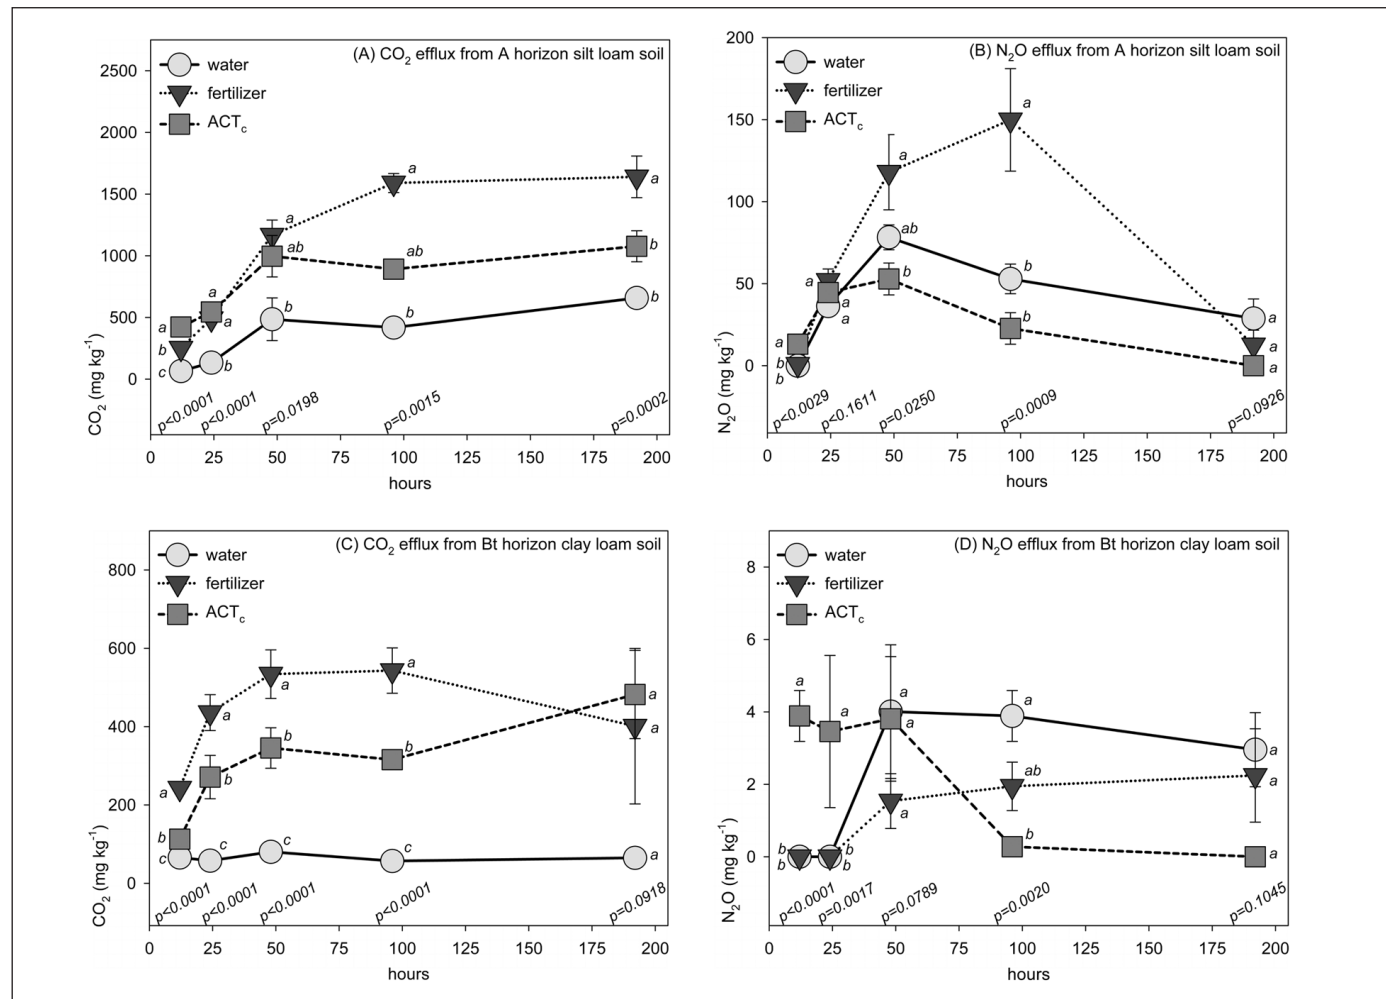 (A) CO2 efflux from A horizon silt loam soil
water
fertilizer
ACTc
2500
2000
1500
1000
500
0
CO2 (mg kg-1)
a
b
c
a
a
b
a
ab
b
a
ab
b
a
b
b
p<0.0001
p<0.0001
p=0.0198
p=0.0015
p=0.0002
0 25 50 75 100 125 150 175 200
hours
(B) N2O efflux from A horizon silt loam soil
water
fertilizer
ACTc
200
150
100
50
0
N2O (mg kg-1)
a
b
b
a
a
a
a
ab
b
a
b
b
a
a
a
p<0.0029
p<0.1611
p=0.0250
p=0.0009
p=0.0926
0 25 50 75 100 125 150 175 200
hours
(C) CO2 efflux from Bt horizon clay loam soil
water
fertilizer
ACTc
800
600
400
200
0
CO2 (mg kg-1)
a
b
c
a
b
c
a
b
c
a
b
c
a
a
a
p<0.0001
p<0.0001
p<0.0001
p<0.0001
p=0.0918
0 25 50 75 100 125 150 175 200
hours
(D) N2O efflux from Bt horizon clay loam soil
water
fertilizer
ACTc
8
6
4
2
0
N2O (mg kg-1)
a
b
b
a
b
b
a
a
a
a
ab
b
a
a
a
p<0.0001
p=0.0017
p=0.0789
p=0.0020
p=0.1045
0 25 50 75 100 125 150 175 200
hours